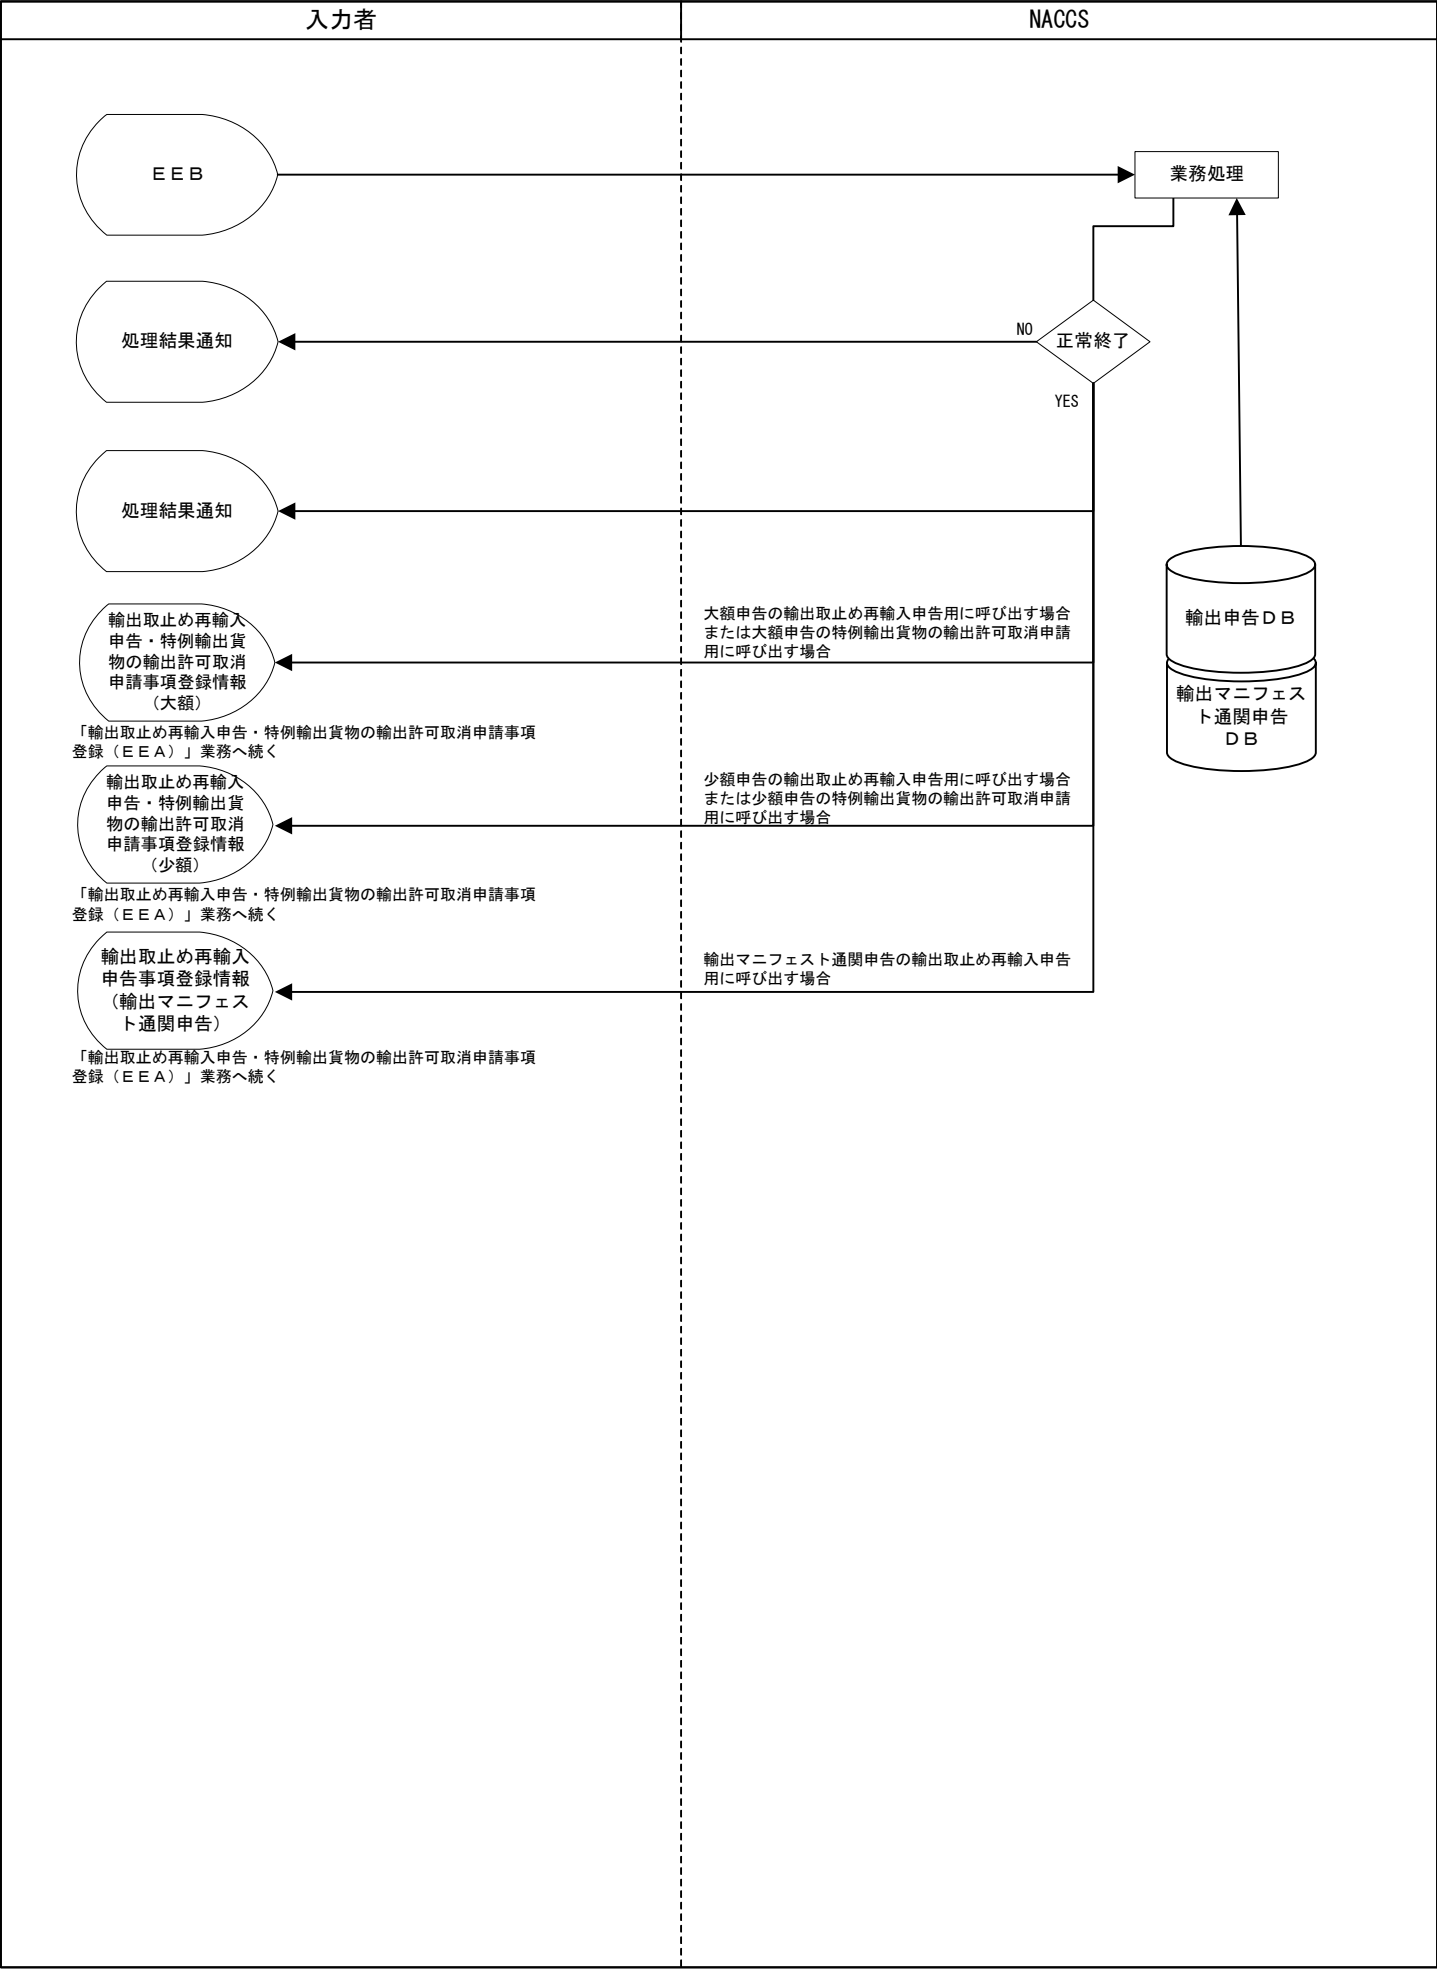 入力者
NACCS
ＥＥＢ
業務処理
処理結果通知
NO
正常終了
YES
処理結果通知
輸出取止め再輸入
申告・特例輸出貨
物の輸出許可取消
申請事項登録情報
（大額）
大額申告の輸出取止め再輸入申告用に呼び出す場合
または大額申告の特例輸出貨物の輸出許可取消申請
用に呼び出す場合
輸出申告ＤＢ
輸出マニフェス
ト通関申告
ＤＢ
「輸出取止め再輸入申告・特例輸出貨物の輸出許可取消申請事項
登録（ＥＥＡ）」業務へ続く
輸出取止め再輸入
申告・特例輸出貨
物の輸出許可取消
申請事項登録情報
（少額）
少額申告の輸出取止め再輸入申告用に呼び出す場合
または少額申告の特例輸出貨物の輸出許可取消申請
用に呼び出す場合
「輸出取止め再輸入申告・特例輸出貨物の輸出許可取消申請事項
登録（ＥＥＡ）」業務へ続く
輸出取止め再輸入
申告事項登録情報
（輸出マニフェス
ト通関申告）
輸出マニフェスト通関申告の輸出取止め再輸入申告
用に呼び出す場合
「輸出取止め再輸入申告・特例輸出貨物の輸出許可取消申請事項
登録（ＥＥＡ）」業務へ続く